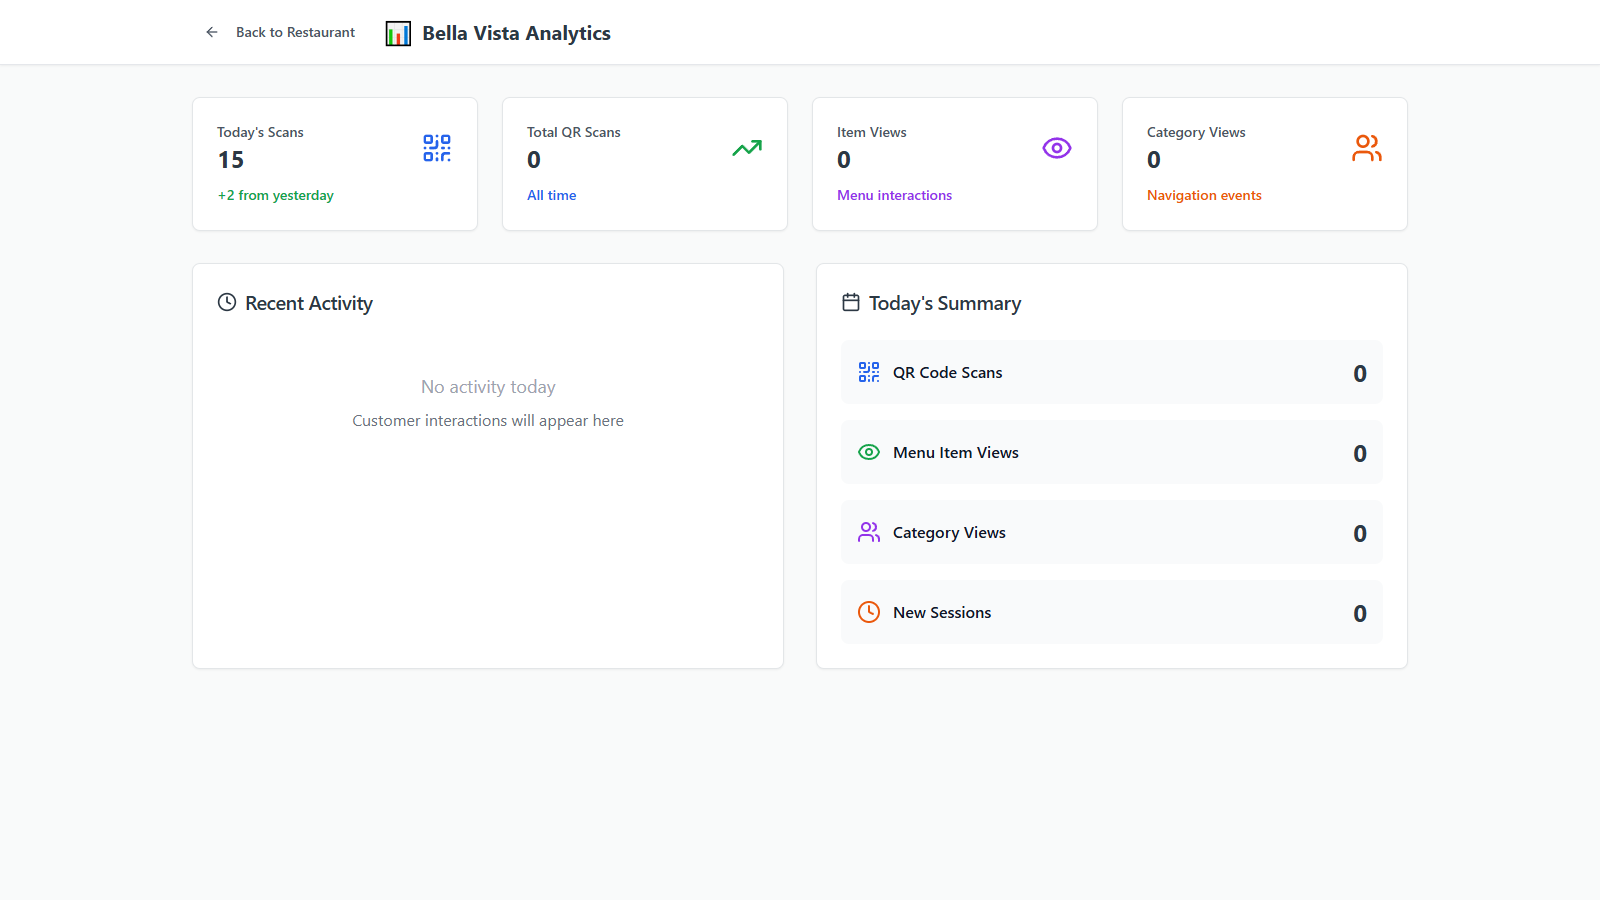 Back to Restaurant
Bella Vista Analytics
Today's Scans
15
+2 from yesterday
Total QR Scans
0
All time
Item Views
0
Menu interactions
Category Views
0
Navigation events
Recent Activity
No activity today
Customer interactions will appear here
Today's Summary
QR Code Scans 0
Menu Item Views 0
Category Views 0
New Sessions 0